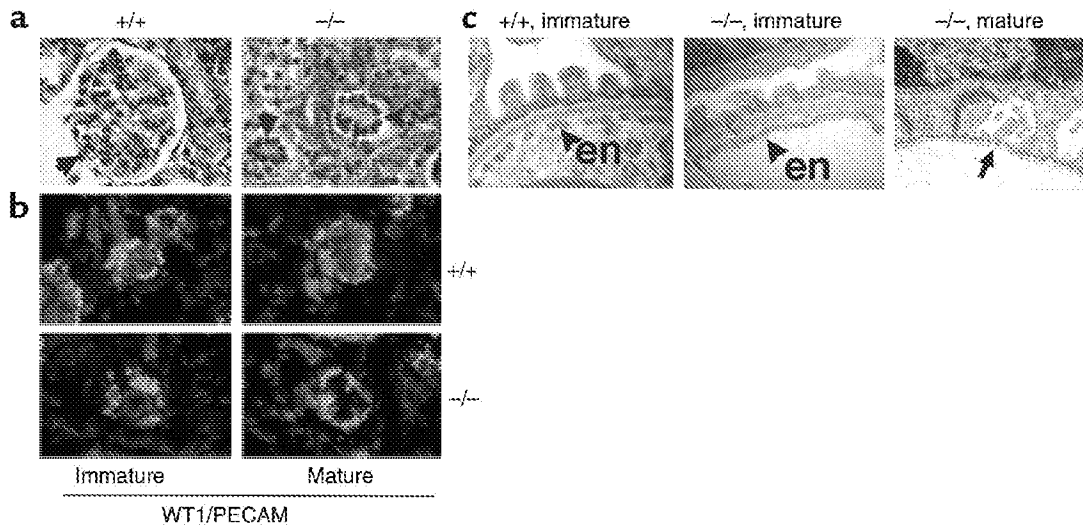 a
+/+
–/–
c
+/+, immature
–/–, immature
–/–, mature
en
en
b
+/+
–/–
Immature
Mature
WT1/PECAM